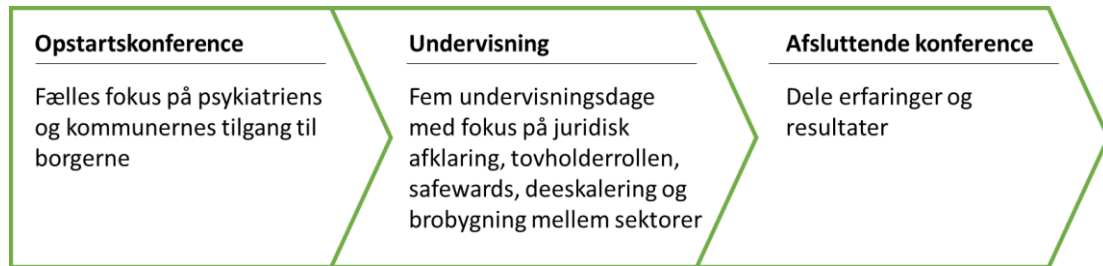 Opstartskonference
Fælles fokus på psykiatriens
og kommunernes tilgang til
borgerne
Undervisning
Fem undervisningsdage
med fokus på juridisk
afklaring, tovholderrollen,
safewards, deeskalering og
brobygning mellem sektorer
Afsluttende konference
Dele erfaringer og
resultater